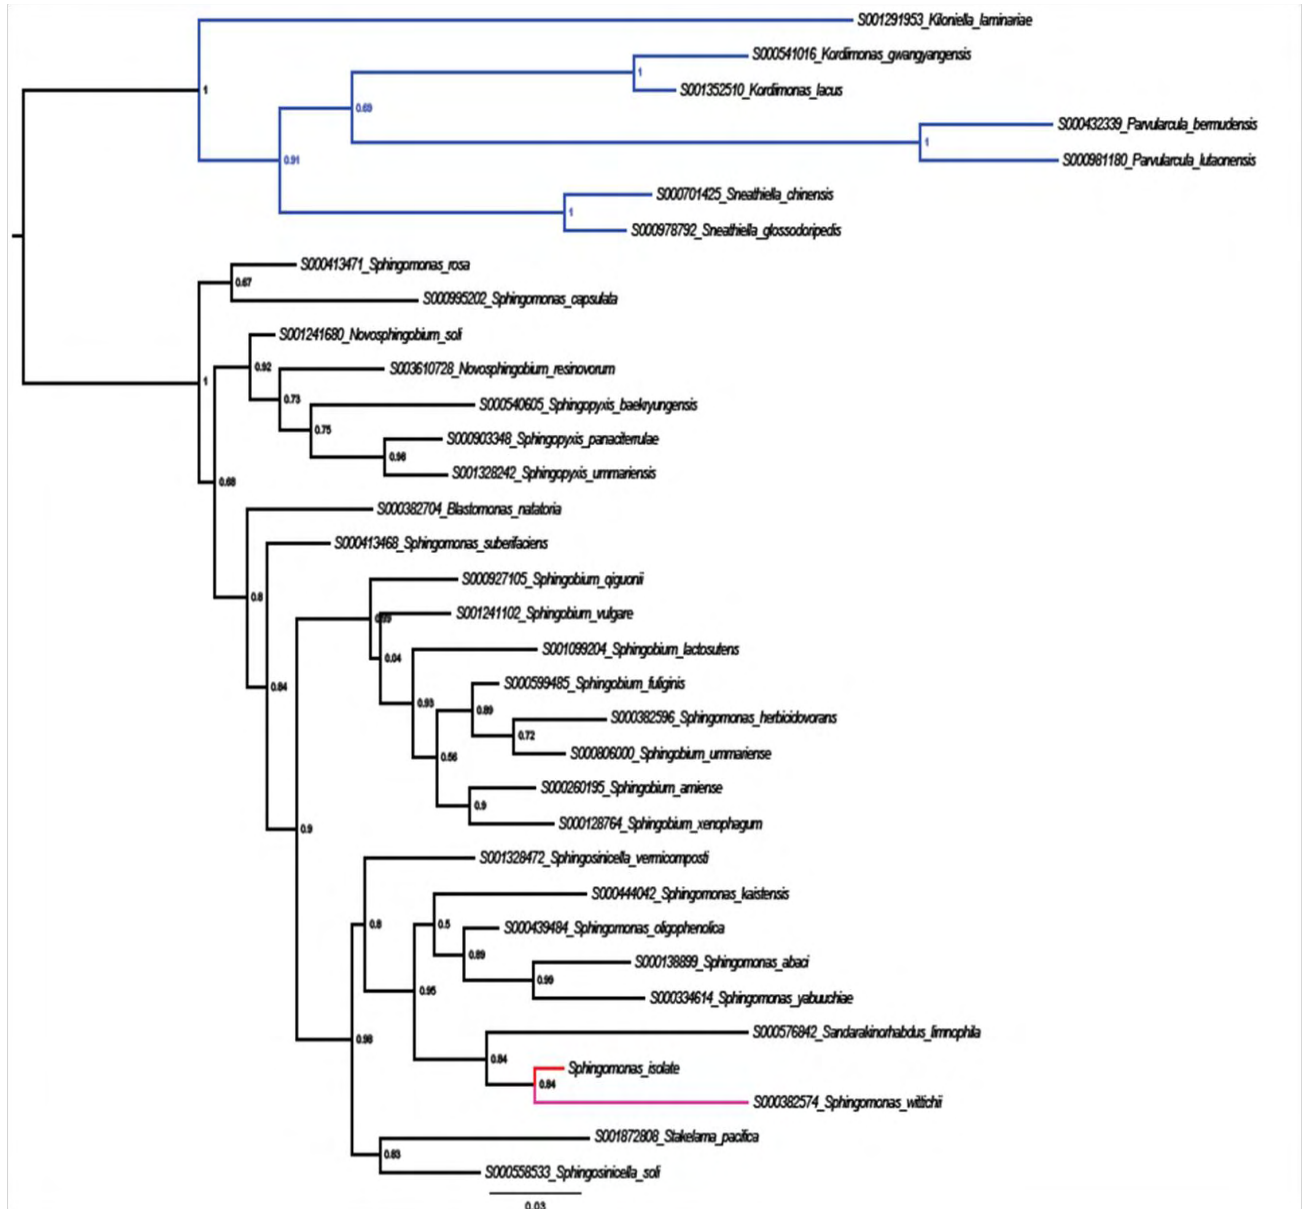 S001291953_Kiloniella_laminariae
S000541016_Kordiimonas_gwangyangensis
1
S001352510_Kordiimonas_lacus
1
0.69
S000432339_Parvularcula_bermudensis
1
S000981180_Parvularcula_lutaonensis
0.91
S000701425_Sneathiella_chinensis
1
S000978792_Sneathiella_glossodoripedis
S000413471_Sphingomonas_rosa
0.67
S000995202_Sphingomonas_capsulata
S001241680_Novosphingobium_soli
0.92
S003610728_Novosphingobium_resinovorum
1
0.73
S000540605_Sphingopyxis_baekryungensis
0.75
S000903348_Sphingopyxis_panaciterrulae
0.98
S001328242_Sphingopyxis_ummariensis
0.68
S000382704_Blastomonas_natatoria
S000413468_Sphingomonas_suberifaciens
S000927105_Sphingobium_qiguonii
0.8
S001241102_Sphingobium_vulgare
0.99
S001099204_Sphingobium_lactosutens
0.04
S000599485_Sphingobium_fuliginis
0.84
0.93
0.89
S000382596_Sphingomonas_herbicidovorans
0.72
S000806000_Sphingobium_ummariense
0.56
S000260195_Sphingobium_amiense
0.9
S000128764_Sphingobium_xenophagum
0.9
S001328472_Sphingosinicella_vermicomposti
S000444042_Sphingomonas_kaistensis
0.8
0.5
S000439484_Sphingomonas_oligophenolica
0.89
S000138899_Sphingomonas_abaci
0.99
0.95
S000334614_Sphingomonas_yabuuchiae
S000576842_Sandarakinorhabdus_limnophila
0.98
0.84
Sphingomonas_isolate
0.84
S000382574_Sphingomonas_wittichii
S001872808_Stakelama_pacifica
0.83
S000558533_Sphingosinicella_soli
0.03